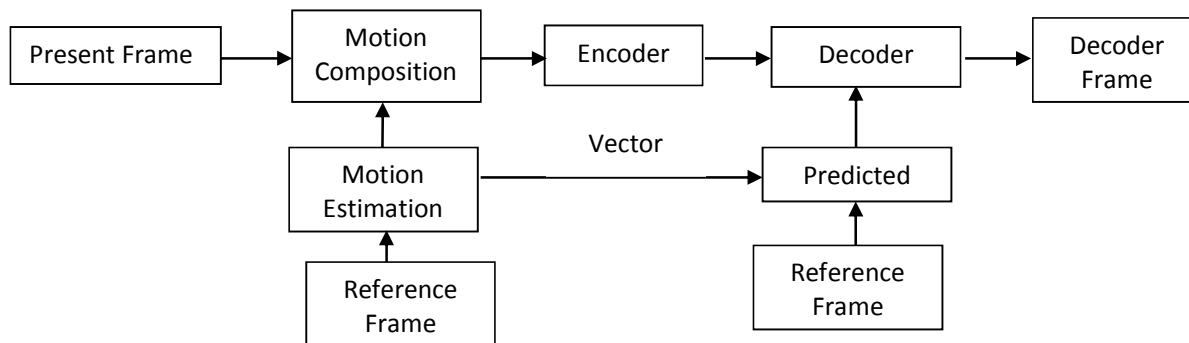 Present Frame
Motion
Composition
Encoder
Decoder
Decoder
Frame
Vector
Motion
Estimation
Predicted
Reference
Frame
Reference
Frame